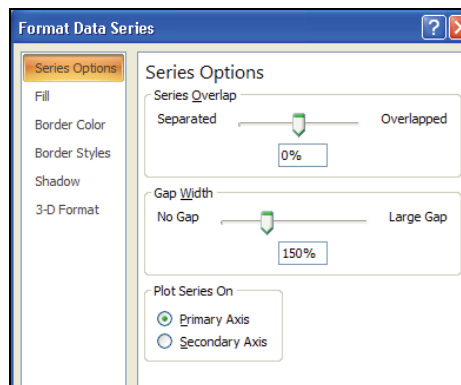 Format Data Series
Series Options
Fill
Border Color
Border Styles
Shadow
3-D Format
Series Options
Series Overlap
Separated Overlapped
0%
Gap Width
No Gap Large Gap
150%
Plot Series On
Primary Axis
Secondary Axis